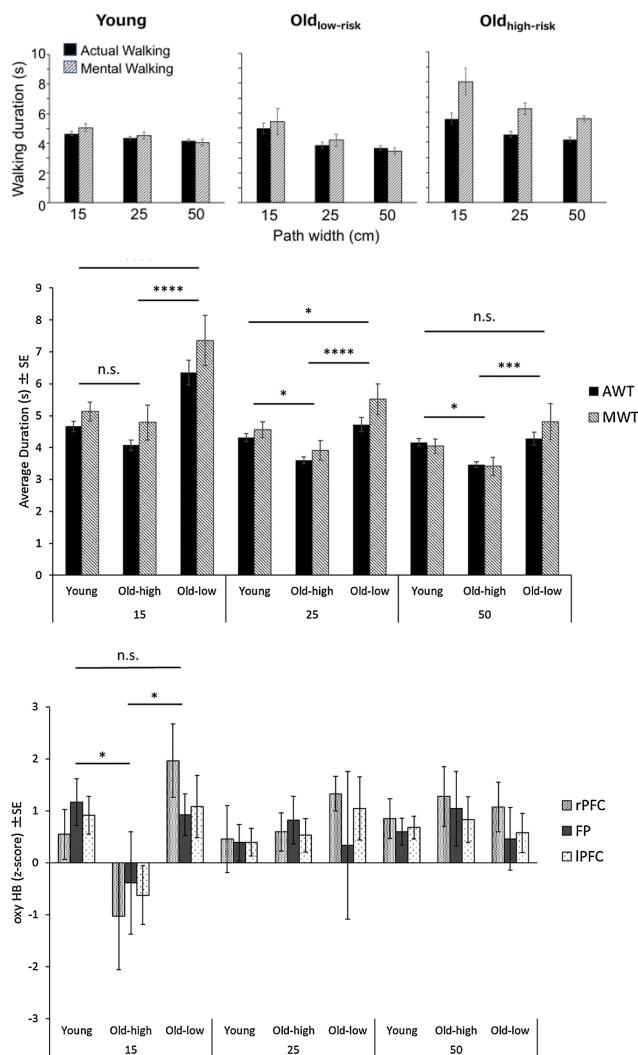 Young Old low-risk Old high-risk
Actual Walking
Mental Walking
Walking duration (s)
10
8
6
4
2
0
15 25 50 15 25 50 15 25 50
Path width (cm)
**** n.s. * **** * **** n.s. * ***
Average Duration (s) ± SE
9
8
7
6
5
4
3
2
1
0
AWT
MWT
Young Old-high Old-low Young Old-high Old-low Young Old-high Old-low
15 25 50
n.s.
*
*
oxy HB (z-score) ±SE
3
2
1
0
-1
-2
-3
rPFC
FP
lPFC
Young Old-high Old-low Young Old-high Old-low Young Old-high Old-low
15 25 50